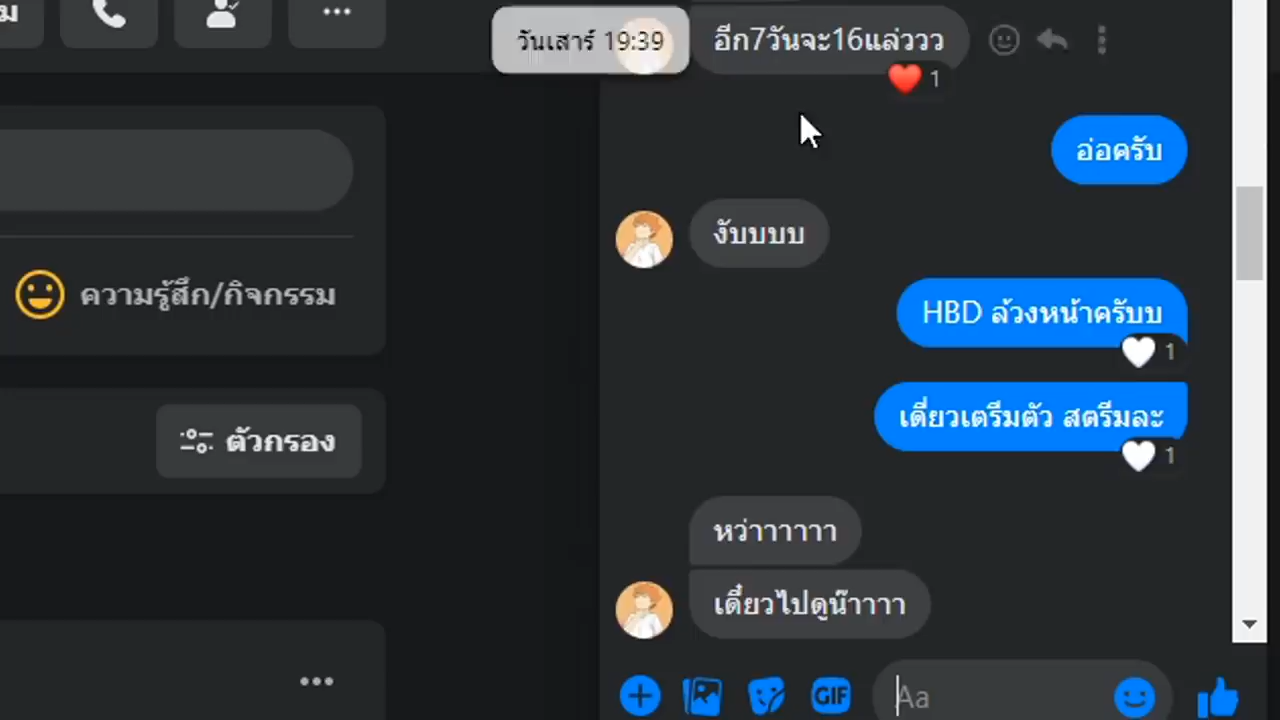 วันเสาร์ 19:39
อีก7วันจะ16แล่ววว
1
อ่อครับ
งับบบบ
ความรู้สึก/กิจกรรม
HBD ล้วงหน้าครับบ
1
เดี่ยวเตรีมตัว สตรีมละ
1
ตัวกรอง
หว่าาาาาา
เดี๋ยวไปดูน๊าาาา
GIF
Aa